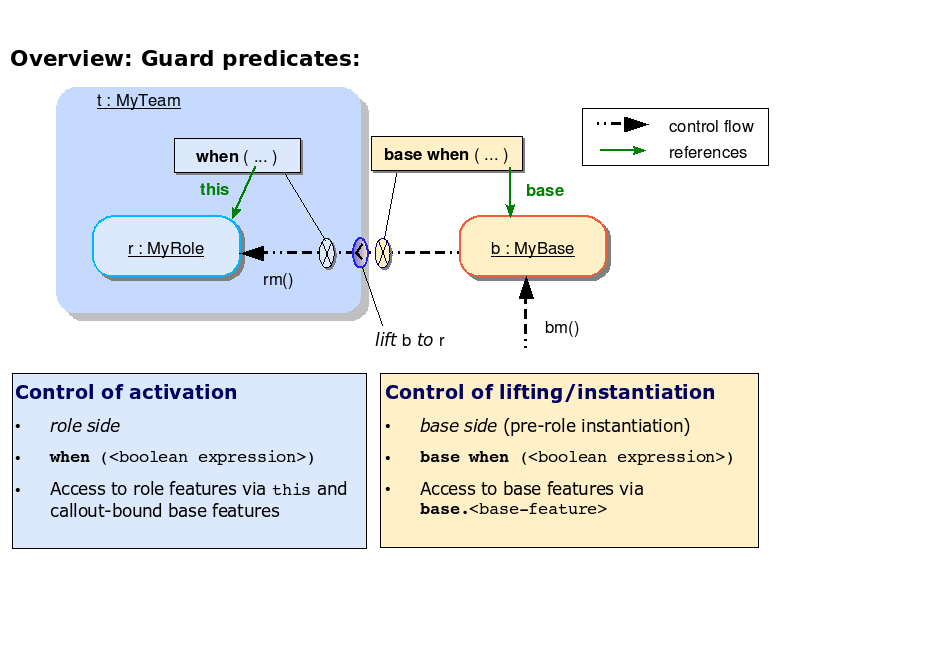 Overview: Guard predicates:
t : MyTeam
when ( ... )
base when ( ... )
control flow
references
this
base
r : MyRole
b : MyBase
rm()
bm()
lift b to r
Control of activation
• role side
• when (<boolean expression>)
• Access to role features via this and
callout-bound base features
Control of lifting/instantiation
• base side (pre-role instantiation)
• base when (<boolean expression>)
• Access to base features via
base.<base-feature>